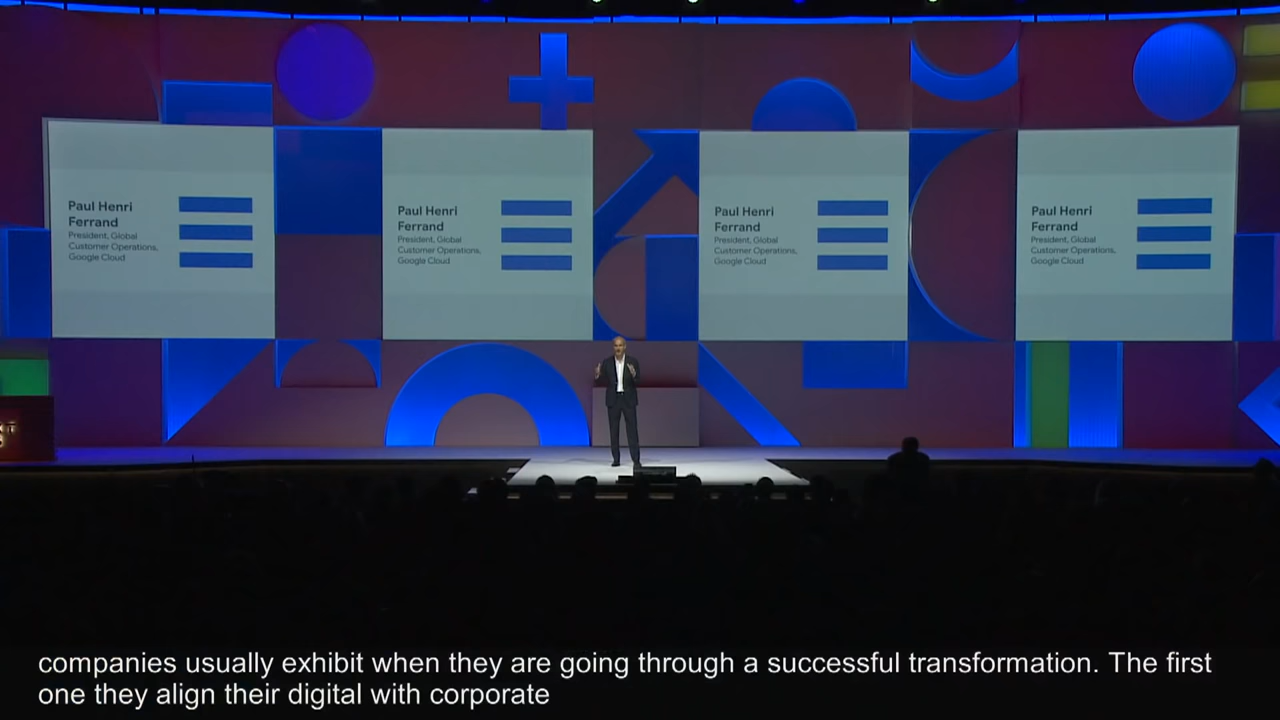 Paul Henri
Ferrand
President, Global
Customer Operations,
Google Cloud
Paul Henri
Ferrand
President, Global
Customer Operations,
Google Cloud
Paul Henri
Ferrand
President, Global
Customer Operations,
Google Cloud
Paul Henri
Ferrand
President, Global
Customer Operations,
Google Cloud
companies usually exhibit when they are going through a successful transformation. The first
one they align their digital with corporate